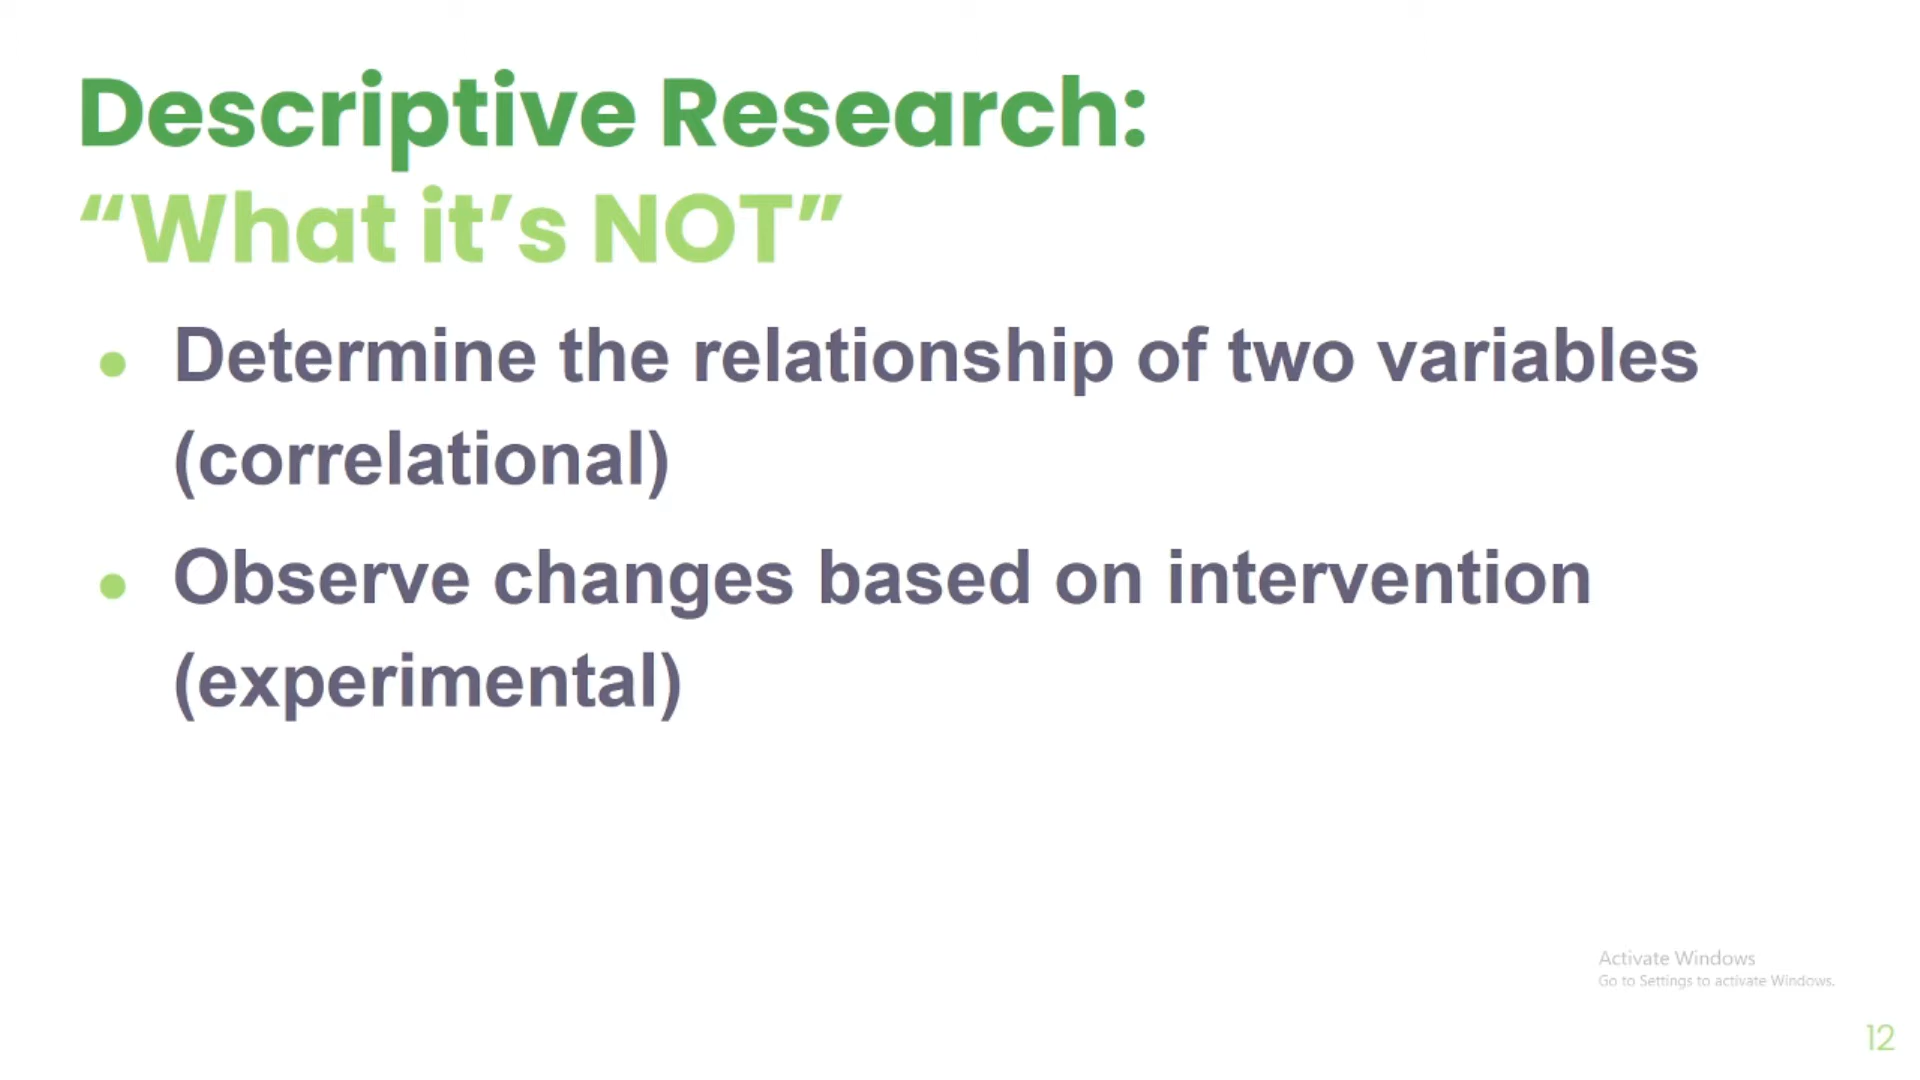 Descriptive Research:
“What it’s NOT”
● Determine the relationship of two variables
(correlational)
● Observe changes based on intervention
(experimental)
Activate Windows
Go to Settings to activate Windows.
12